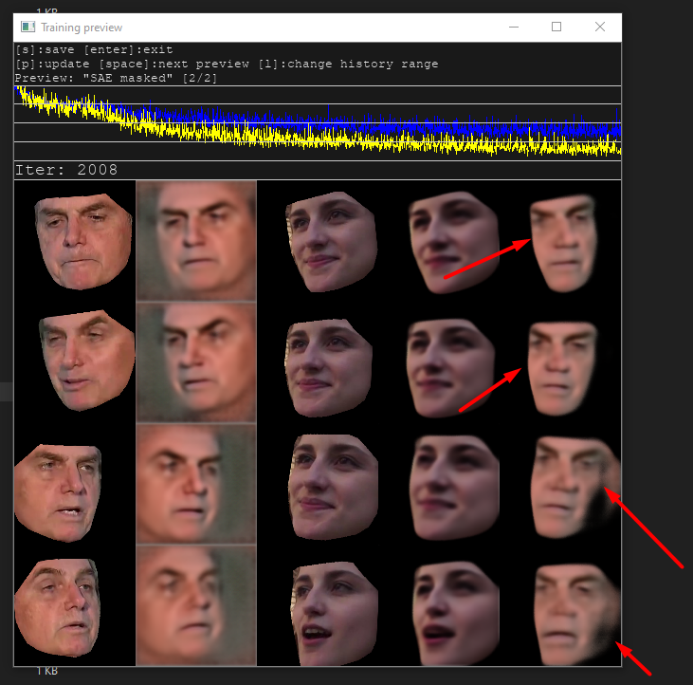 1 KB
Training preview
[s]:save [enter]:exit
[p]:update [space]:next preview [l]:change history range
Preview: "SAE masked" [2/2]
Iter: 2008
1 KB